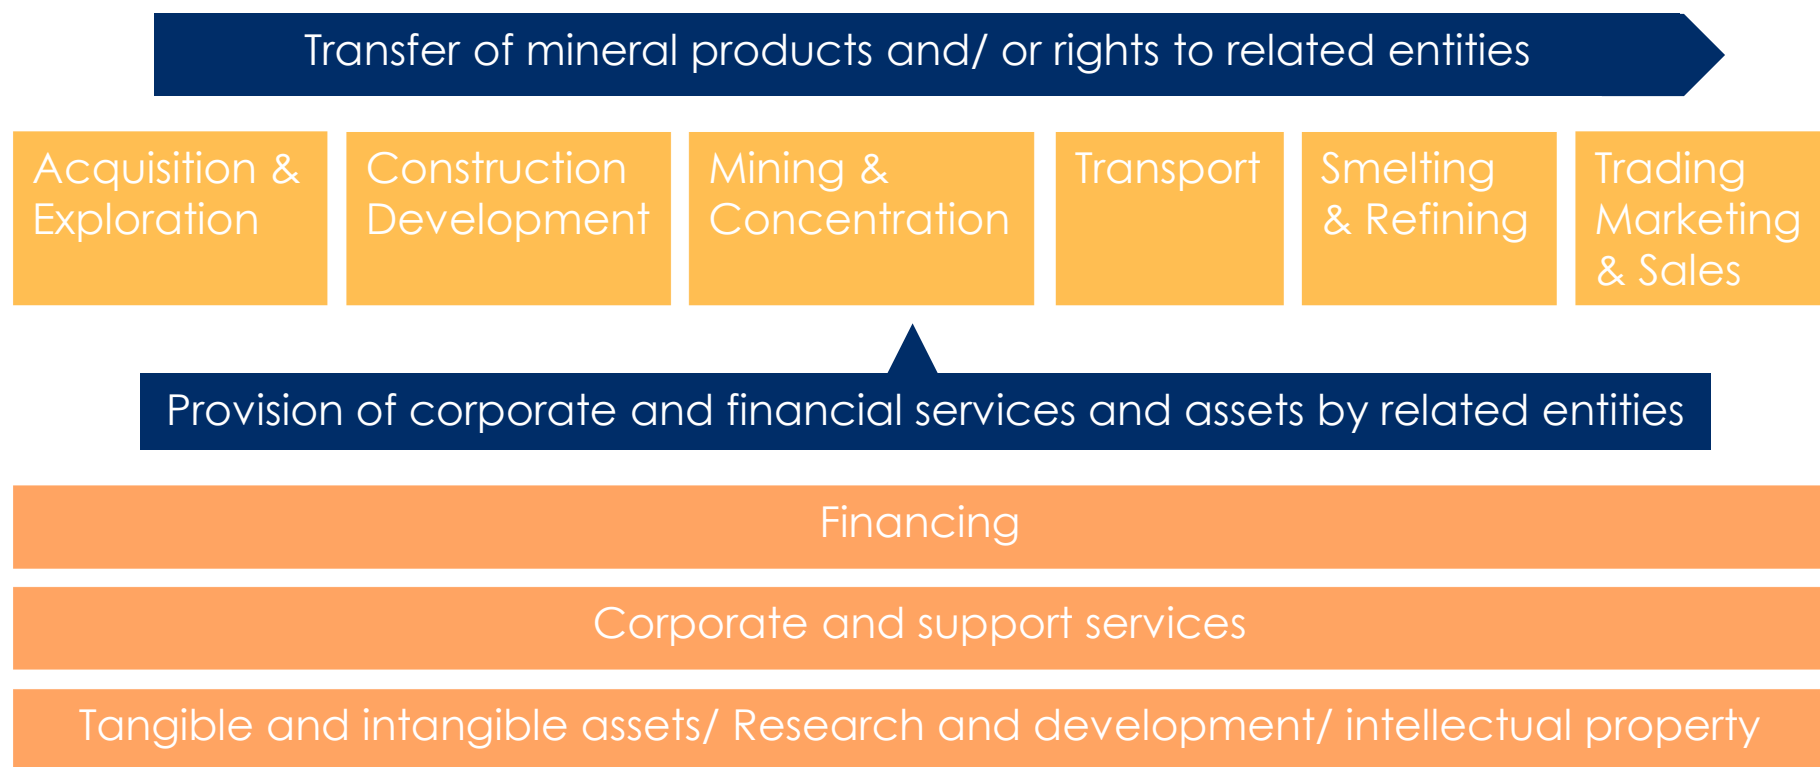 Transfer of mineral products and/ or rights to related entities
Acquisition &
Exploration
Construction
Development
Mining &
Concentration
Transport
Smelting
& Refining
Trading
Marketing
& Sales
Provision of corporate and financial services and assets by related entities
Financing
Corporate and support services
Tangible and intangible assets/ Research and development/ intellectual property